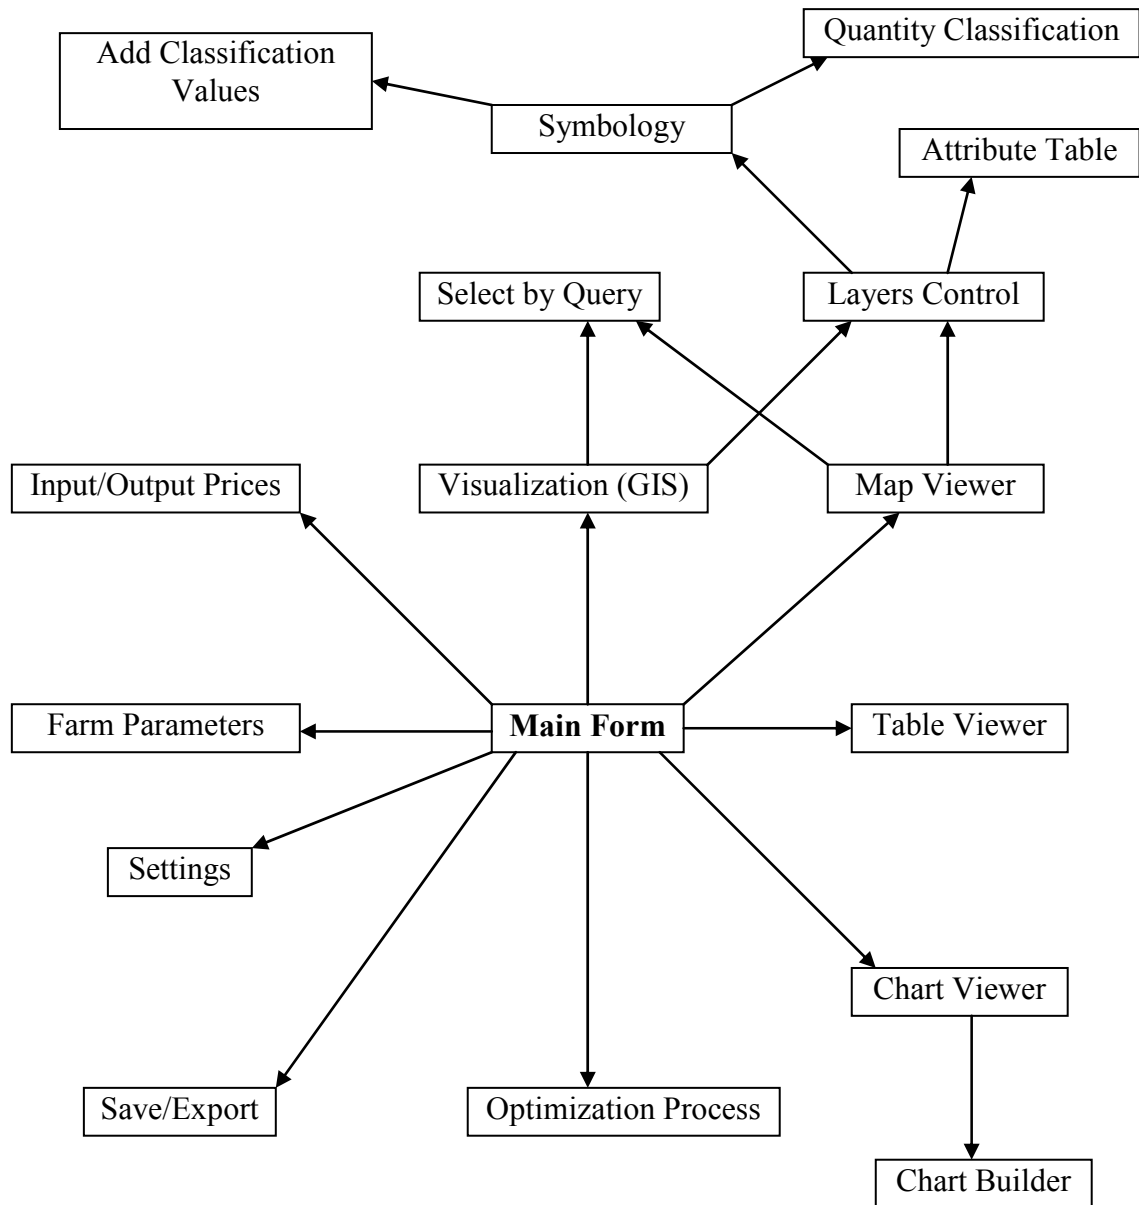 Quantity Classification
Add Classification
Values
Symbology
Attribute Table
Select by Query
Layers Control
Input/Output Prices
Visualization (GIS)
Map Viewer
Farm Parameters
Main Form
Table Viewer
Settings
Chart Viewer
Save/Export
Optimization Process
Chart Builder